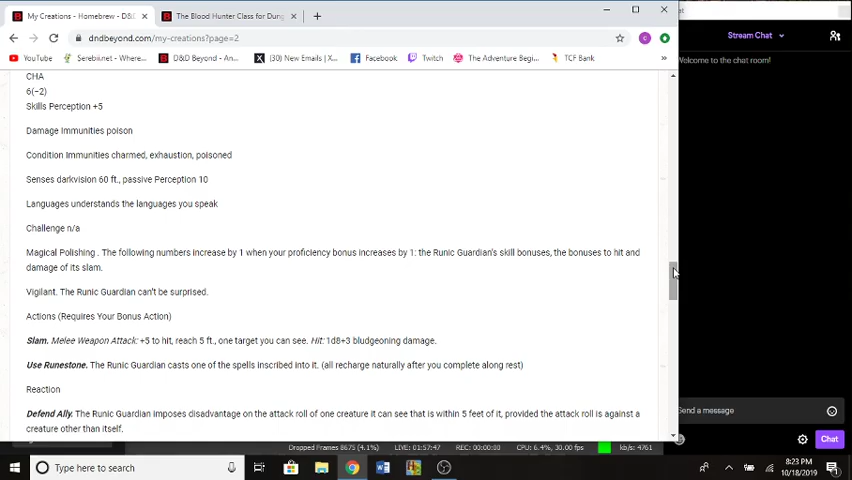 My Creations - Homebrew - D&D
The Blood Hunter Class for Dung
dndbeyond.com/my-creations?page=2
YouTube
Serebii.net - Where...
D&D Beyond - An...
(30) New Emails | X...
Facebook
Twitch
The Adventure Begi...
TCF Bank
CHA
6(−2)
Skills Perception +5
Damage Immunities poison
Condition Immunities charmed, exhaustion, poisoned
Senses darkvision 60 ft., passive Perception 10
Languages understands the languages you speak
Challenge n/a
Magical Polishing . The following numbers increase by 1 when your proficiency bonus increases by 1: the Runic Guardian's skill bonuses, the bonuses to hit and
damage of its slam.
Vigilant. The Runic Guardian can't be surprised.
Actions (Requires Your Bonus Action)
Slam. Melee Weapon Attack: +5 to hit, reach 5 ft., one target you can see. Hit: 1d8+3 bludgeoning damage.
Use Runestone. The Runic Guardian casts one of the spells inscribed into it. (all recharge naturally after you complete along rest)
Reaction
Defend Ally. The Runic Guardian imposes disadvantage on the attack roll of one creature it can see that is within 5 feet of it, provided the attack roll is against a
creature other than itself.
Stream Chat
Welcome to the chat room!
Send a message
Chat
Dropped Frames 8675 (4.1%)
LIVE: 01:57:47
REC: 00:00:00
CPU: 6.4%, 30.00 fps
kb/s: 4761
Type here to search
8:23 PM
10/18/2019